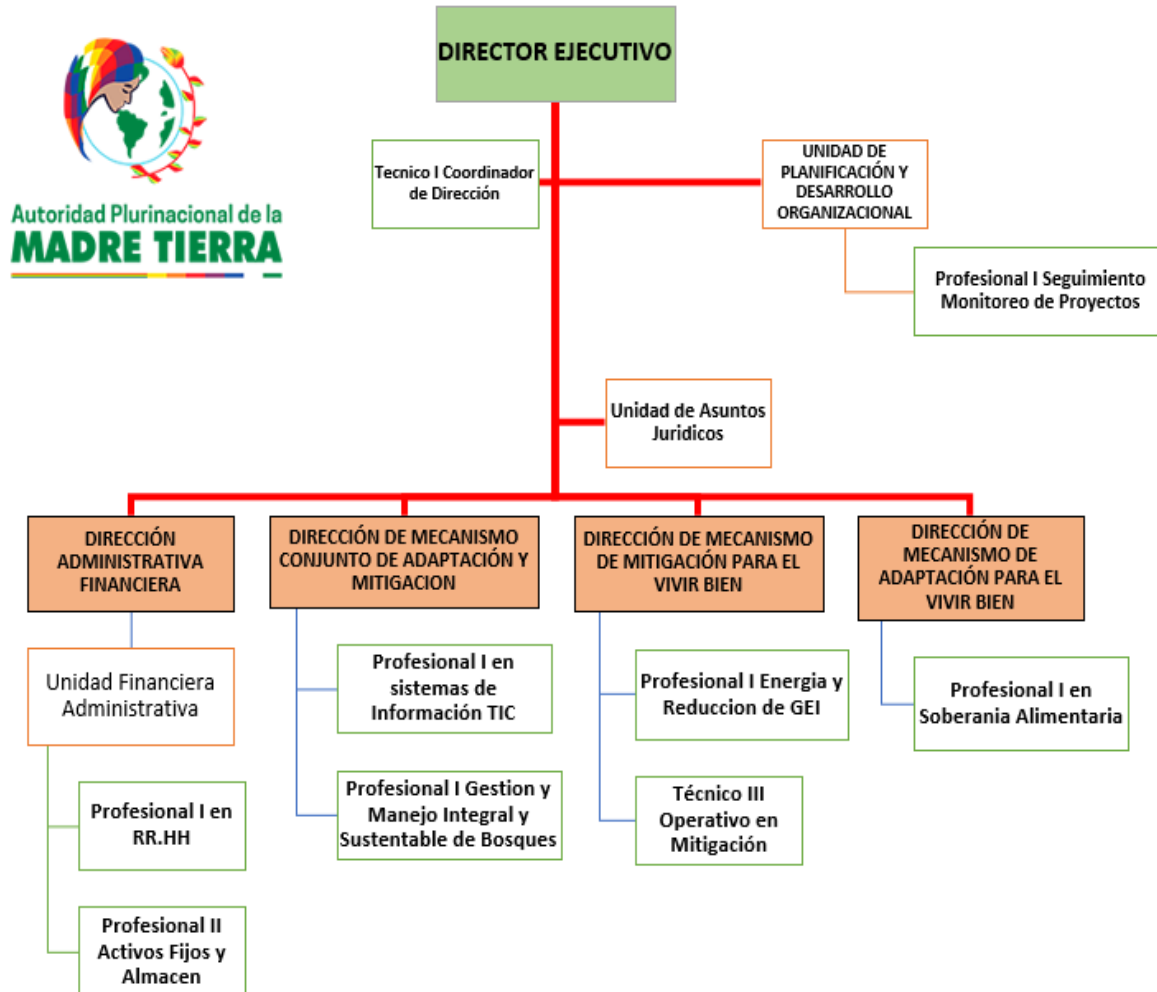 DIRECTOR EJECUTIVO
Autoridad Plurinacional de la
MADRE TIERRA
Tecnico I Coordinador
de Dirección
UNIDAD DE
PLANIFICACIÓN Y
DESARROLLO
ORGANIZACIONAL
Profesional I Seguimiento
Monitoreo de Proyectos
Unidad de Asuntos
Juridicos
DIRECCIÓN
ADMINISTRATIVA
FINANCIERA
DIRECCIÓN DE MECANISMO
CONJUNTO DE ADAPTACIÓN Y
MITIGACION
DIRECCIÓN DE MECANISMO
DE MITIGACIÓN PARA EL
VIVIR BIEN
DIRECCIÓN DE
MECANISMO DE
ADAPTACIÓN PARA EL
VIVIR BIEN
Unidad Financiera
Administrativa
Profesional I en
sistemas de
Información TIC
Profesional I Energia y
Reduccion de GEI
Profesional I en
Soberania Alimentaria
Profesional I en
RR.HH
Profesional I Gestion y
Manejo Integral y
Sustentable de Bosques
Técnico III
Operativo en
Mitigación
Profesional II
Activos Fijos y
Almacen